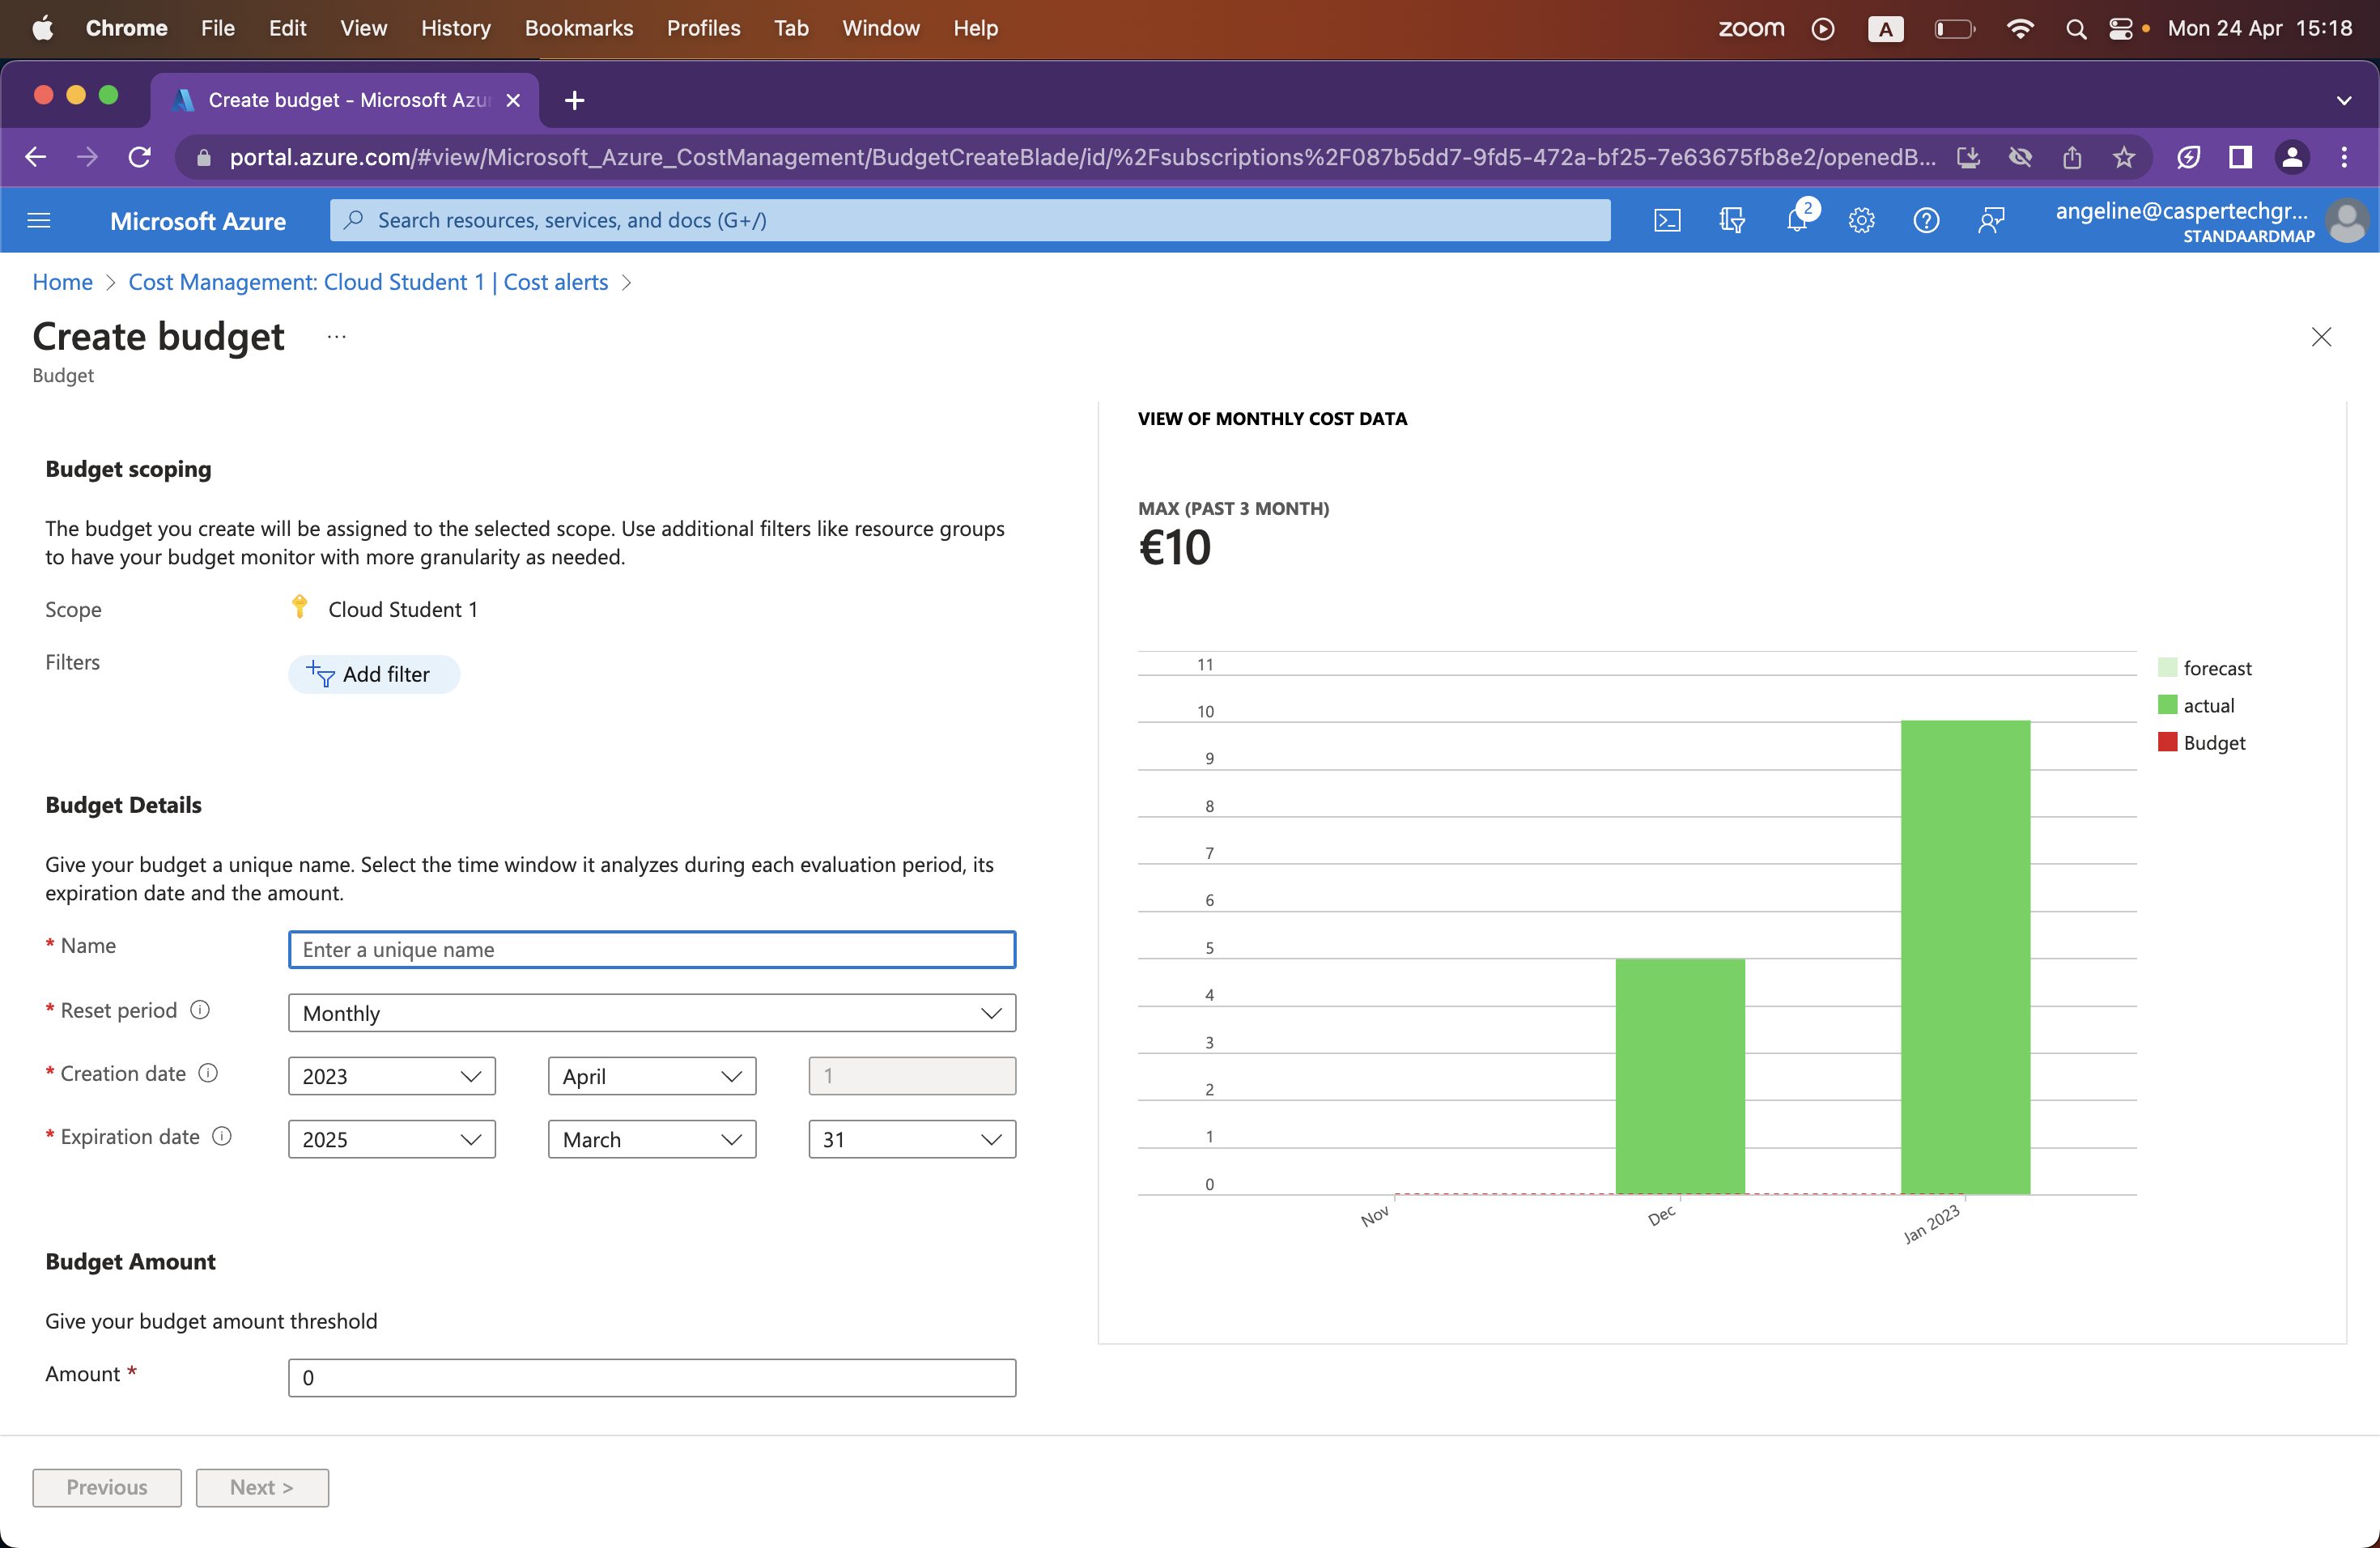 Chrome File Edit View History Bookmarks Profiles Tab Window Help zoom A Mon 24 Apr 15:18
Create budget - Microsoft Azu
portal.azure.com/#view/Microsoft_Azure_CostManagement/BudgetCreateBlade/id/%2Fsubscriptions%2F087b5dd7-9fd5-472a-bf25-7e63675fb8e2/openedB...
Microsoft Azure
Search resources, services, and docs (G+/)
2
angeline@caspertechgr...
STANDAARDMAP
Home > Cost Management: Cloud Student 1 | Cost alerts >
Create budget ...
Budget
Budget scoping
The budget you create will be assigned to the selected scope. Use additional filters like resource groups
to have your budget monitor with more granularity as needed.
Scope Cloud Student 1
Filters Add filter
Budget Details
Give your budget a unique name. Select the time window it analyzes during each evaluation period, its
expiration date and the amount.
* Name Enter a unique name
* Reset period Monthly
* Creation date 2023 April 1
* Expiration date 2025 March 31
Budget Amount
Give your budget amount threshold
Amount * 0
Previous Next >
VIEW OF MONTHLY COST DATA
MAX (PAST 3 MONTH)
€10
11
10
9
8
7
6
5
4
3
2
1
0
Nov Dec Jan 2023
forecast
actual
Budget